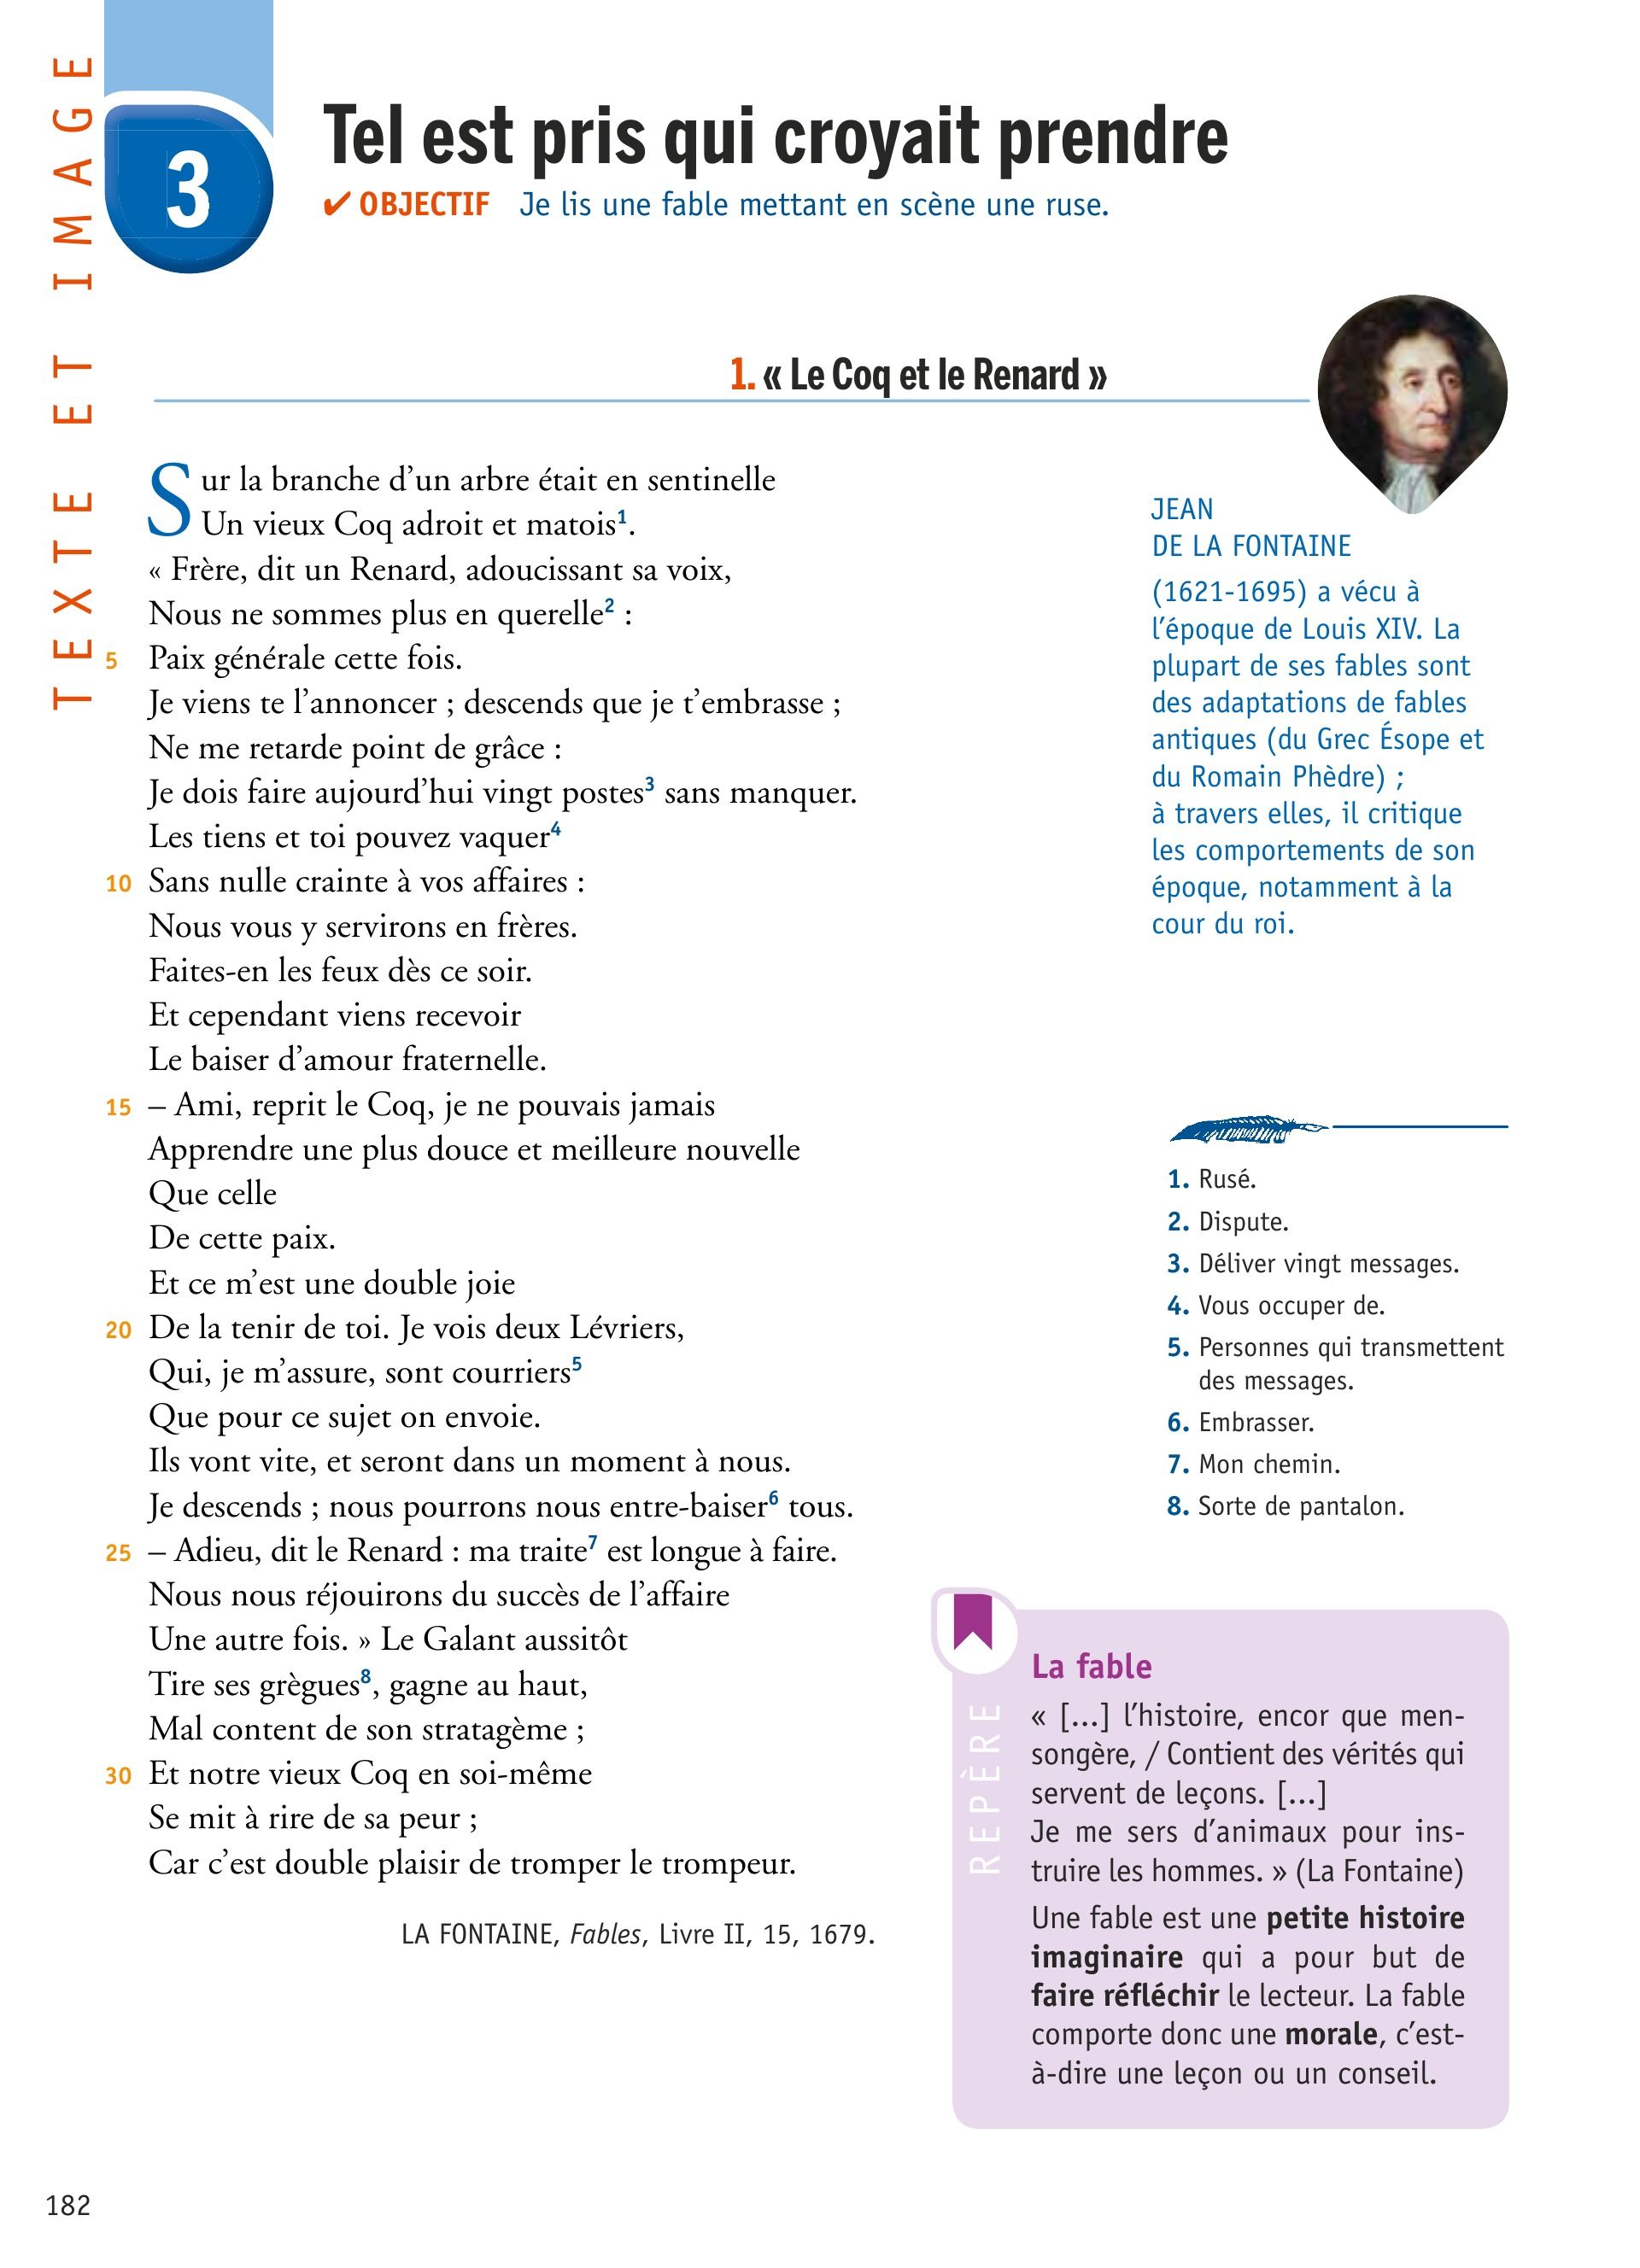 TEXTE ET IMAGE
3
Tel est pris qui croyait prendre
✔ OBJECTIF Je lis une fable mettant en scène une ruse.
1. « Le Coq et le Renard »
Sur la branche d’un arbre était en sentinelle
Un vieux Coq adroit et matois1.
« Frère, dit un Renard, adoucissant sa voix,
Nous ne sommes plus en querelle2 :
5 Paix générale cette fois.
Je viens te l’annoncer ; descends que je t’embrasse ;
Ne me retarde point de grâce :
Je dois faire aujourd’hui vingt postes3 sans manquer.
Les tiens et toi pouvez vaquer4
10 Sans nulle crainte à vos affaires :
Nous vous y servirons en frères.
Faites-en les feux dès ce soir.
Et cependant viens recevoir
Le baiser d’amour fraternelle.
15 – Ami, reprit le Coq, je ne pouvais jamais
Apprendre une plus douce et meilleure nouvelle
Que celle
De cette paix.
Et ce m’est une double joie
20 De la tenir de toi. Je vois deux Lévriers,
Qui, je m’assure, sont courriers5
Que pour ce sujet on envoie.
Ils vont vite, et seront dans un moment à nous.
Je descends ; nous pourrons nous entre-baiser6 tous.
25 – Adieu, dit le Renard : ma traite7 est longue à faire.
Nous nous réjouirons du succès de l’affaire
Une autre fois. » Le Galant aussitôt
Tire ses grègues8, gagne au haut,
Mal content de son stratagème ;
30 Et notre vieux Coq en soi-même
Se mit à rire de sa peur ;
Car c’est double plaisir de tromper le trompeur.
LA FONTAINE, Fables, Livre II, 15, 1679.
JEAN
DE LA FONTAINE
(1621-1695) a vécu à
l’époque de Louis XIV. La
plupart de ses fables sont
des adaptations de fables
antiques (du Grec Ésope et
du Romain Phèdre) ;
à travers elles, il critique
les comportements de son
époque, notamment à la
cour du roi.
1. Rusé.
2. Dispute.
3. Déliver vingt messages.
4. Vous occuper de.
5. Personnes qui transmettent
des messages.
6. Embrasser.
7. Mon chemin.
8. Sorte de pantalon.
REPÈRE
La fable
« [...] l’histoire, encor que men-
songère, / Contient des vérités qui
servent de leçons. [...]
Je me sers d’animaux pour ins-
truire les hommes. » (La Fontaine)
Une fable est une petite histoire
imaginaire qui a pour but de
faire réfléchir le lecteur. La fable
comporte donc une morale, c’est-
à-dire une leçon ou un conseil.
182